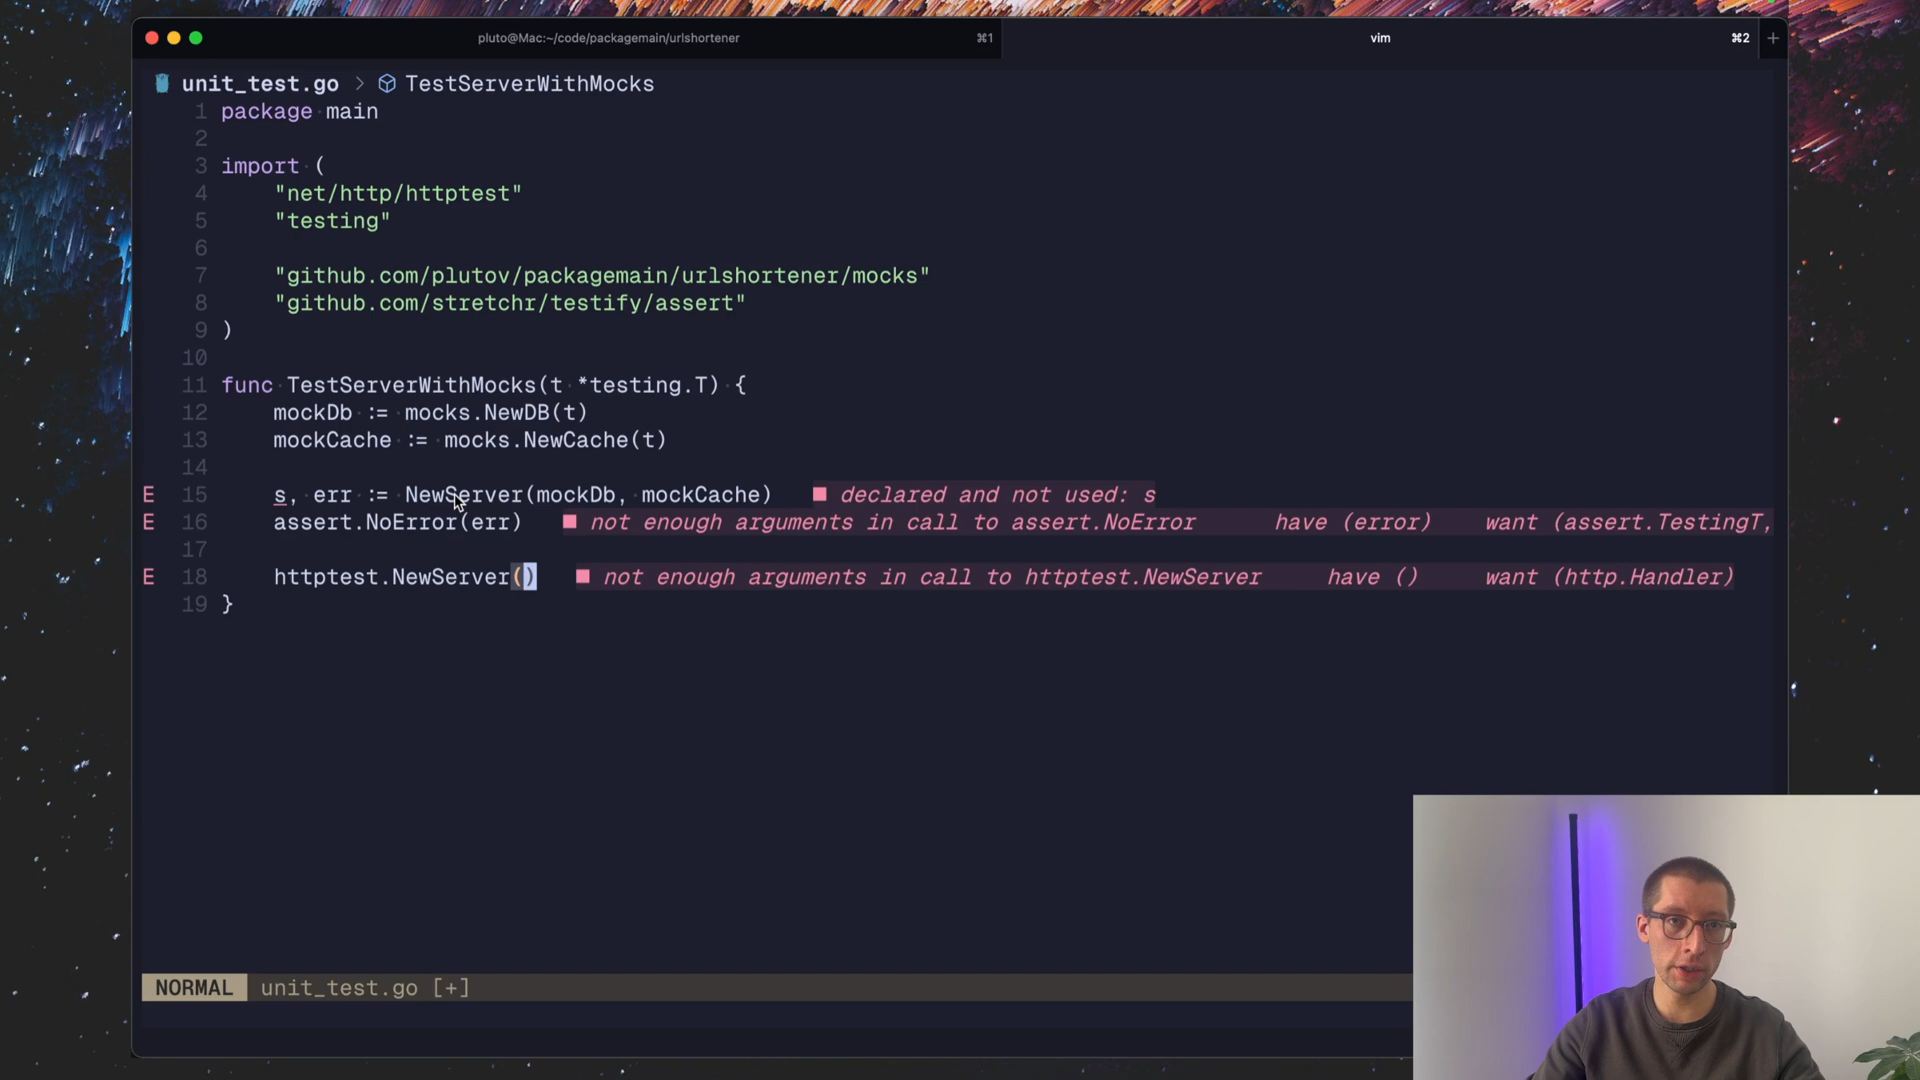 pluto@Mac:~/code/packagemain/urlshortener ⌘1 vim ⌘2 +
unit_test.go > TestServerWithMocks
1 package main
2
3 import (
4 "net/http/httptest"
5 "testing"
6
7 "github.com/plutov/packagemain/urlshortener/mocks"
8 "github.com/stretchr/testify/assert"
9 )
10
11 func TestServerWithMocks(t *testing.T) {
12 mockDb := mocks.NewDB(t)
13 mockCache := mocks.NewCache(t)
14
E 15 s, err := NewServer(mockDb, mockCache) ■ declared and not used: s
E 16 assert.NoError(err) ■ not enough arguments in call to assert.NoError have (error) want (assert.TestingT,
17
E 18 httptest.NewServer() ■ not enough arguments in call to httptest.NewServer have () want (http.Handler)
19 }
NORMAL unit_test.go [+]